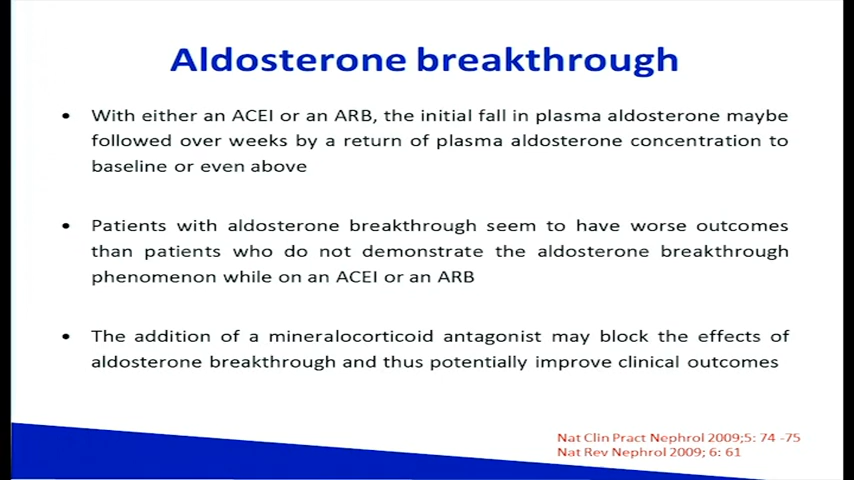 Aldosterone breakthrough
• With either an ACEI or an ARB, the initial fall in plasma aldosterone maybe
followed over weeks by a return of plasma aldosterone concentration to
baseline or even above
• Patients with aldosterone breakthrough seem to have worse outcomes
than patients who do not demonstrate the aldosterone breakthrough
phenomenon while on an ACEI or an ARB
• The addition of a mineralocorticoid antagonist may block the effects of
aldosterone breakthrough and thus potentially improve clinical outcomes
Nat Clin Pract Nephrol 2009;5: 74 -75
Nat Rev Nephrol 2009; 6: 61